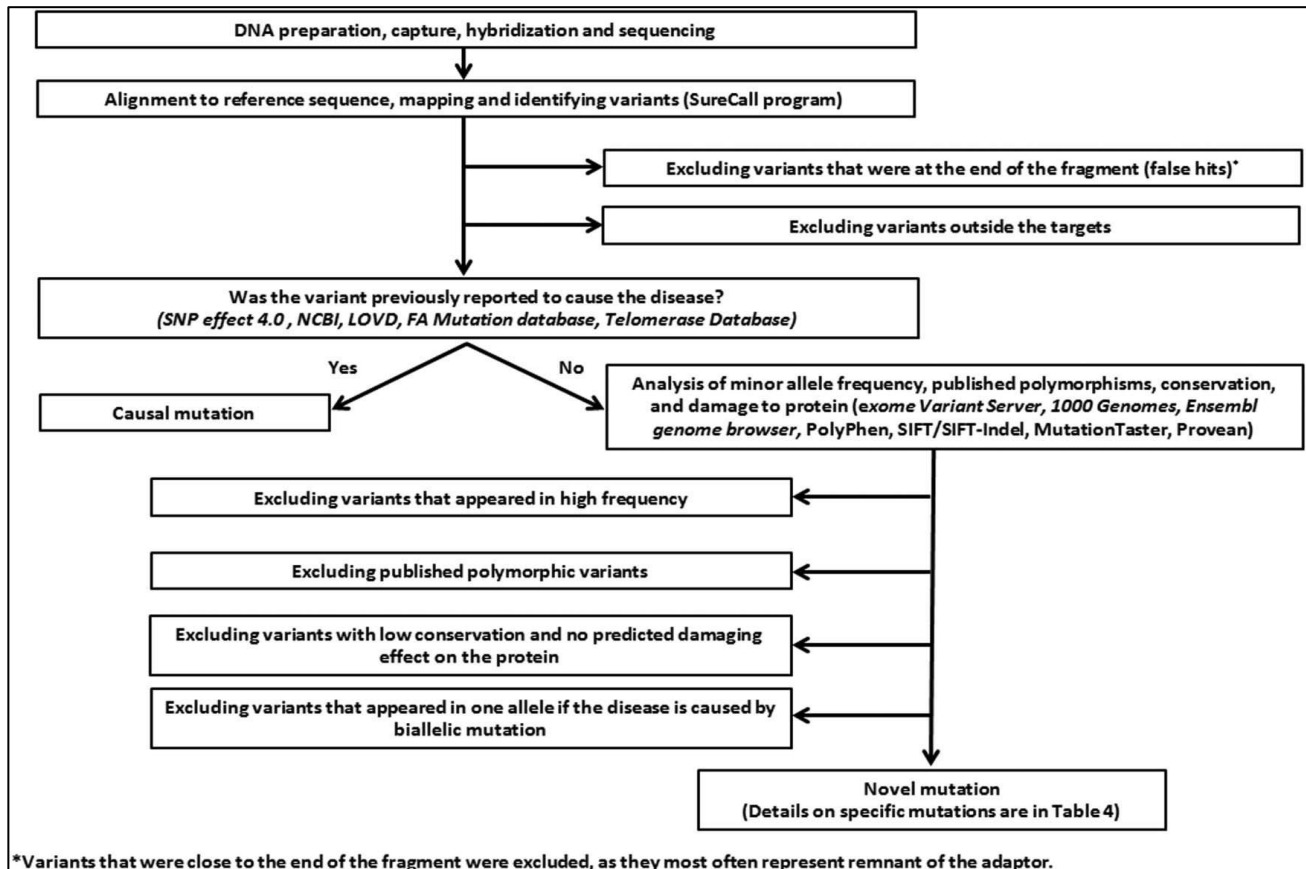 DNA preparation, capture, hybridization and sequencing
Alignment to reference sequence, mapping and identifying variants (SureCall program)
Excluding variants that were at the end of the fragment (false hits)*
Excluding variants outside the targets
Was the variant previously reported to cause the disease?
(SNP effect 4.0 , NCBI, LOVD, FA Mutation database, Telomerase Database)
Yes
No
Causal mutation
Analysis of minor allele frequency, published polymorphisms, conservation,
and damage to protein (exome Variant Server, 1000 Genomes, Ensembl
genome browser, PolyPhen, SIFT/SIFT-Indel, MutationTaster, Provean)
Excluding variants that appeared in high frequency
Excluding published polymorphic variants
Excluding variants with low conservation and no predicted damaging
effect on the protein
Excluding variants that appeared in one allele if the disease is caused by
biallelic mutation
Novel mutation
(Details on specific mutations are in Table 4)
*Variants that were close to the end of the fragment were excluded, as they most often represent remnant of the adaptor.